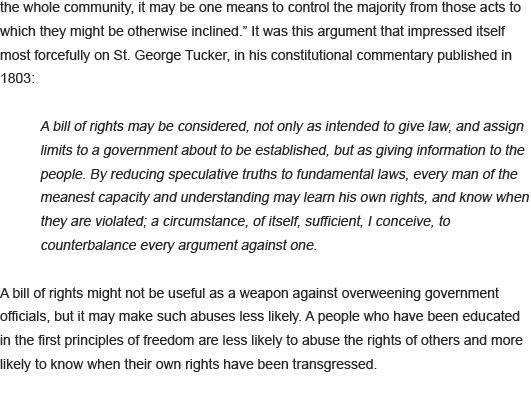 the whole community, it may be one means to control the majority from those acts to
which they might be otherwise inclined.” It was this argument that impressed itself
most forcefully on St. George Tucker, in his constitutional commentary published in
1803:
A bill of rights may be considered, not only as intended to give law, and assign
limits to a government about to be established, but as giving information to the
people. By reducing speculative truths to fundamental laws, every man of the
meanest capacity and understanding may learn his own rights, and know when
they are violated; a circumstance, of itself, sufficient, I conceive, to
counterbalance every argument against one.
A bill of rights might not be useful as a weapon against overweening government
officials, but it may make such abuses less likely. A people who have been educated
in the first principles of freedom are less likely to abuse the rights of others and more
likely to know when their own rights have been transgressed.